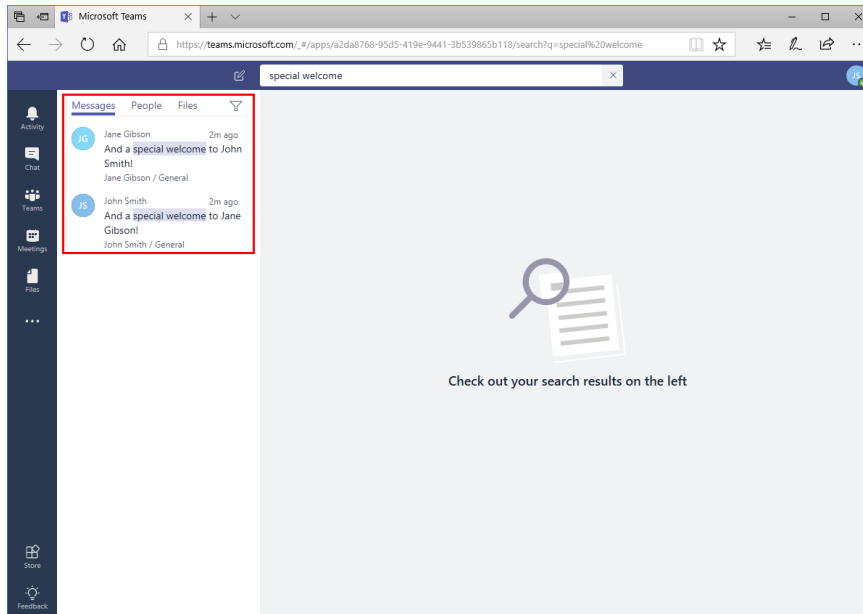 Microsoft Teams
https://teams.microsoft.com/_#/apps/a2da8768-95d5-419e-9441-3b539865b118/search?q=special%20welcome
special welcome
JS
Activity
Chat
Teams
Meetings
Files
Store
Feedback
Messages People Files
JG
Jane Gibson 2m ago
And a special welcome to John
Smith!
Jane Gibson / General
JS
John Smith 2m ago
And a special welcome to Jane
Gibson!
John Smith / General
Check out your search results on the left